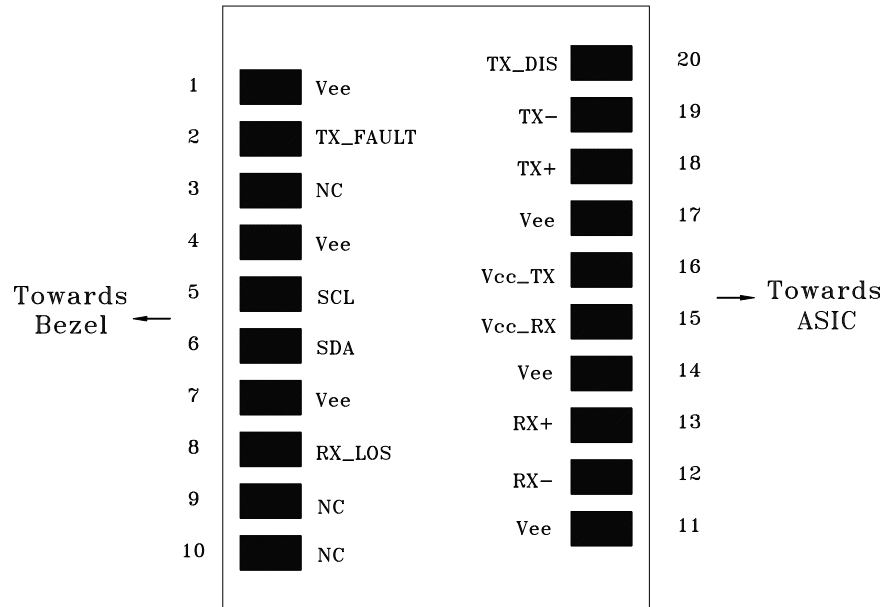 1 Vee
2 TX_FAULT
3 NC
4 Vee
5 SCL
6 SDA
7 Vee
8 RX_LOS
9 NC
10 NC
Towards
Bezel
TX_DIS 20
TX- 19
TX+ 18
Vee 17
Vcc_TX 16
Vcc_RX 15
Vee 14
RX+ 13
RX- 12
Vee 11
Towards
ASIC